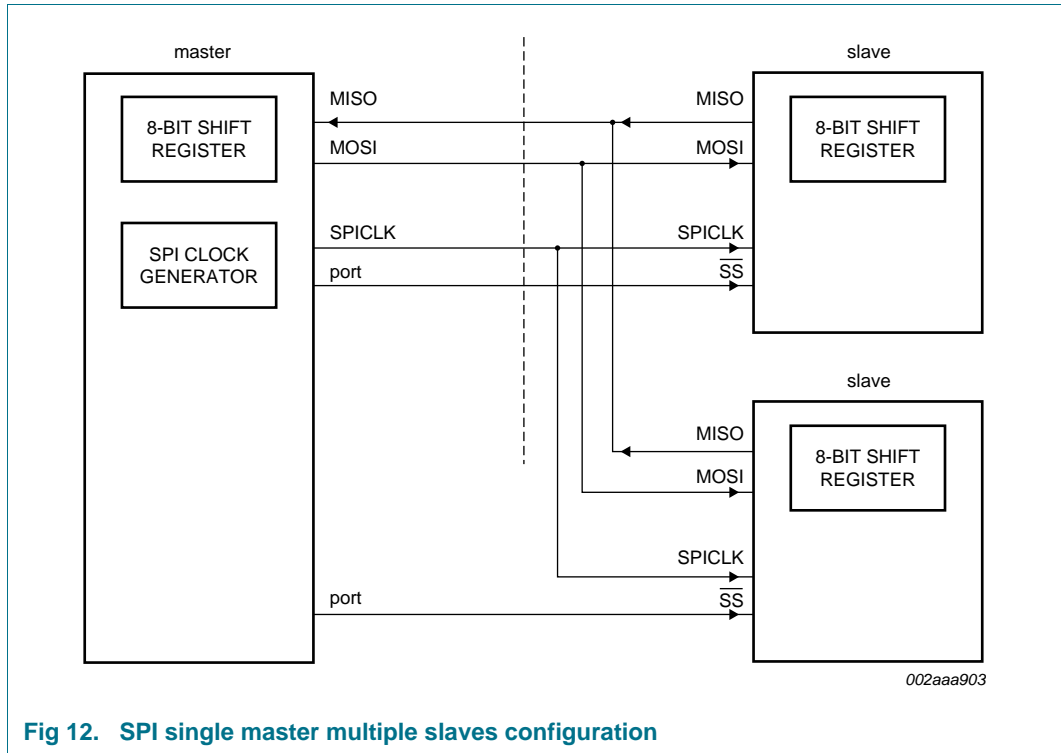 master
slave
8-BIT SHIFT
REGISTER
MISO
MISO
8-BIT SHIFT
REGISTER
MOSI
MOSI
SPI CLOCK
GENERATOR
SPICLK
SPICLK
port
SS
slave
MISO
8-BIT SHIFT
REGISTER
MOSI
SPICLK
port
SS
002aaa903
Fig 12. SPI single master multiple slaves configuration